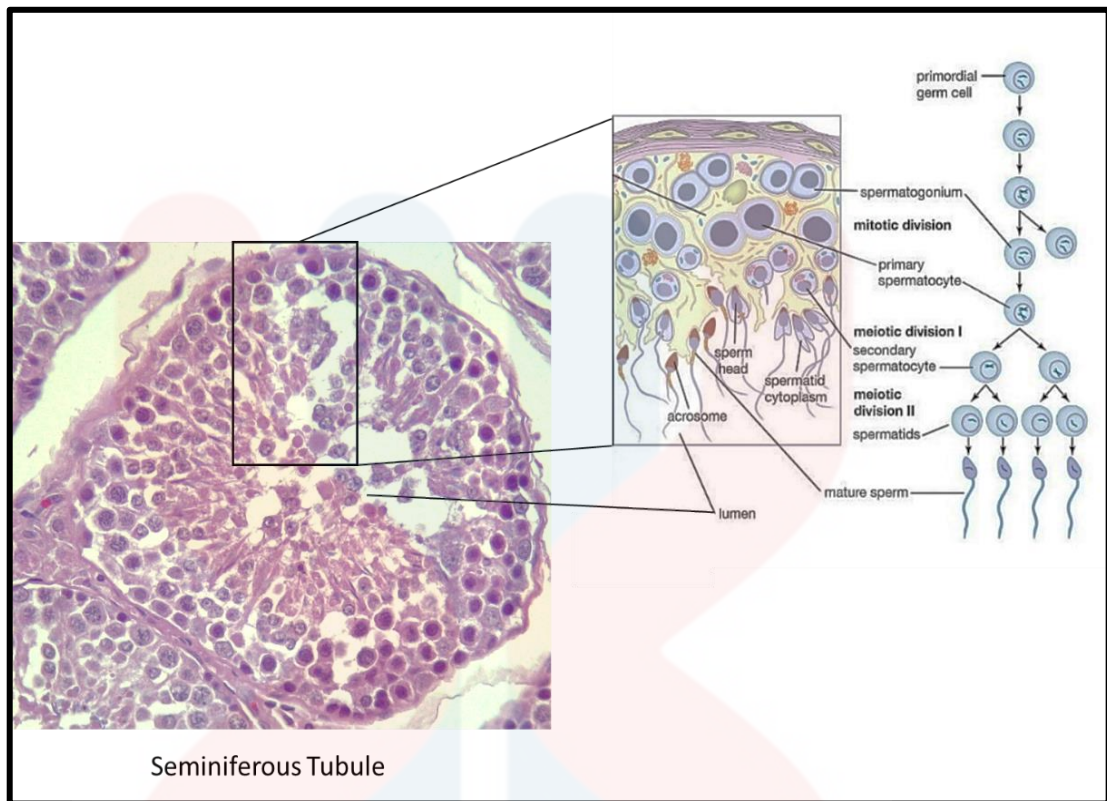 primordial
germ cell
spermatogonium
mitotic division
primary
spermatocyte
meiotic division I
secondary
spermatocyte
meiotic
division II
spermatids
sperm
head
spermatid
cytoplasm
acrosome
mature sperm
lumen
Seminiferous Tubule